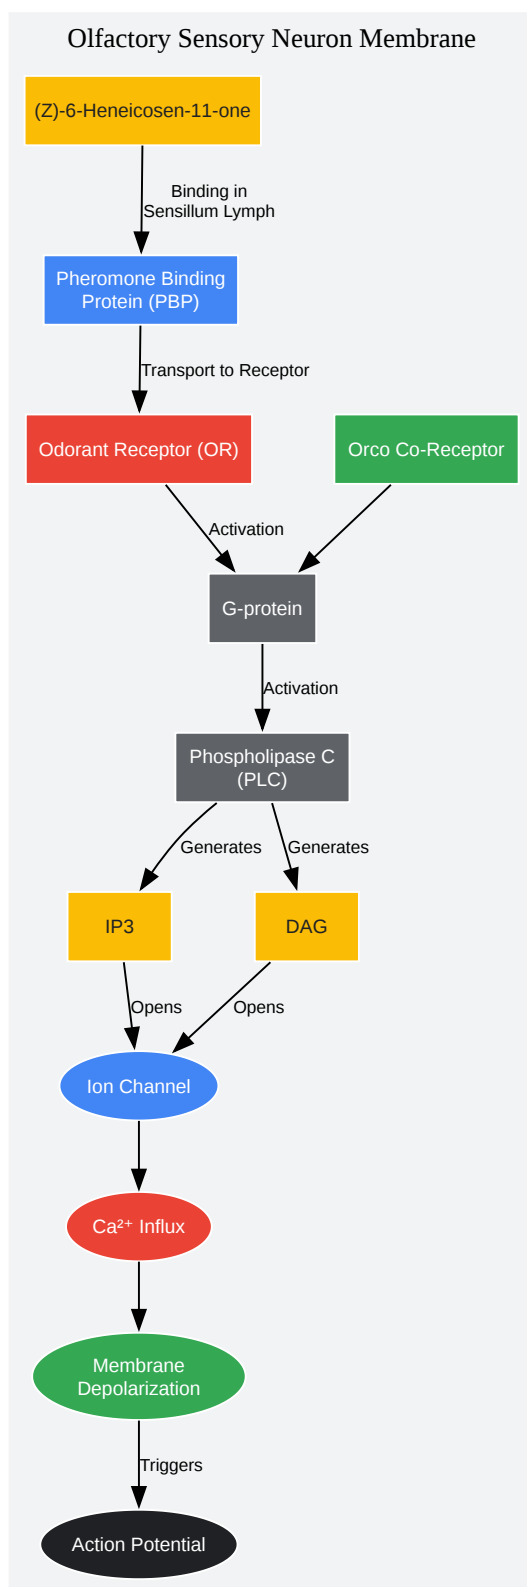 Olfactory Sensory Neuron Membrane
(Z)-6-Heneicosen-11-one
Binding in
Sensillum Lymph
Pheromone Binding
Protein (PBP)
Transport to Receptor
Odorant Receptor (OR)
Orco Co-Receptor
Activation
G-protein
Activation
Phospholipase C
(PLC)
Generates
Generates
IP3
DAG
Opens
Opens
Ion Channel
Ca²⁺ Influx
Membrane
Depolarization
Triggers
Action Potential